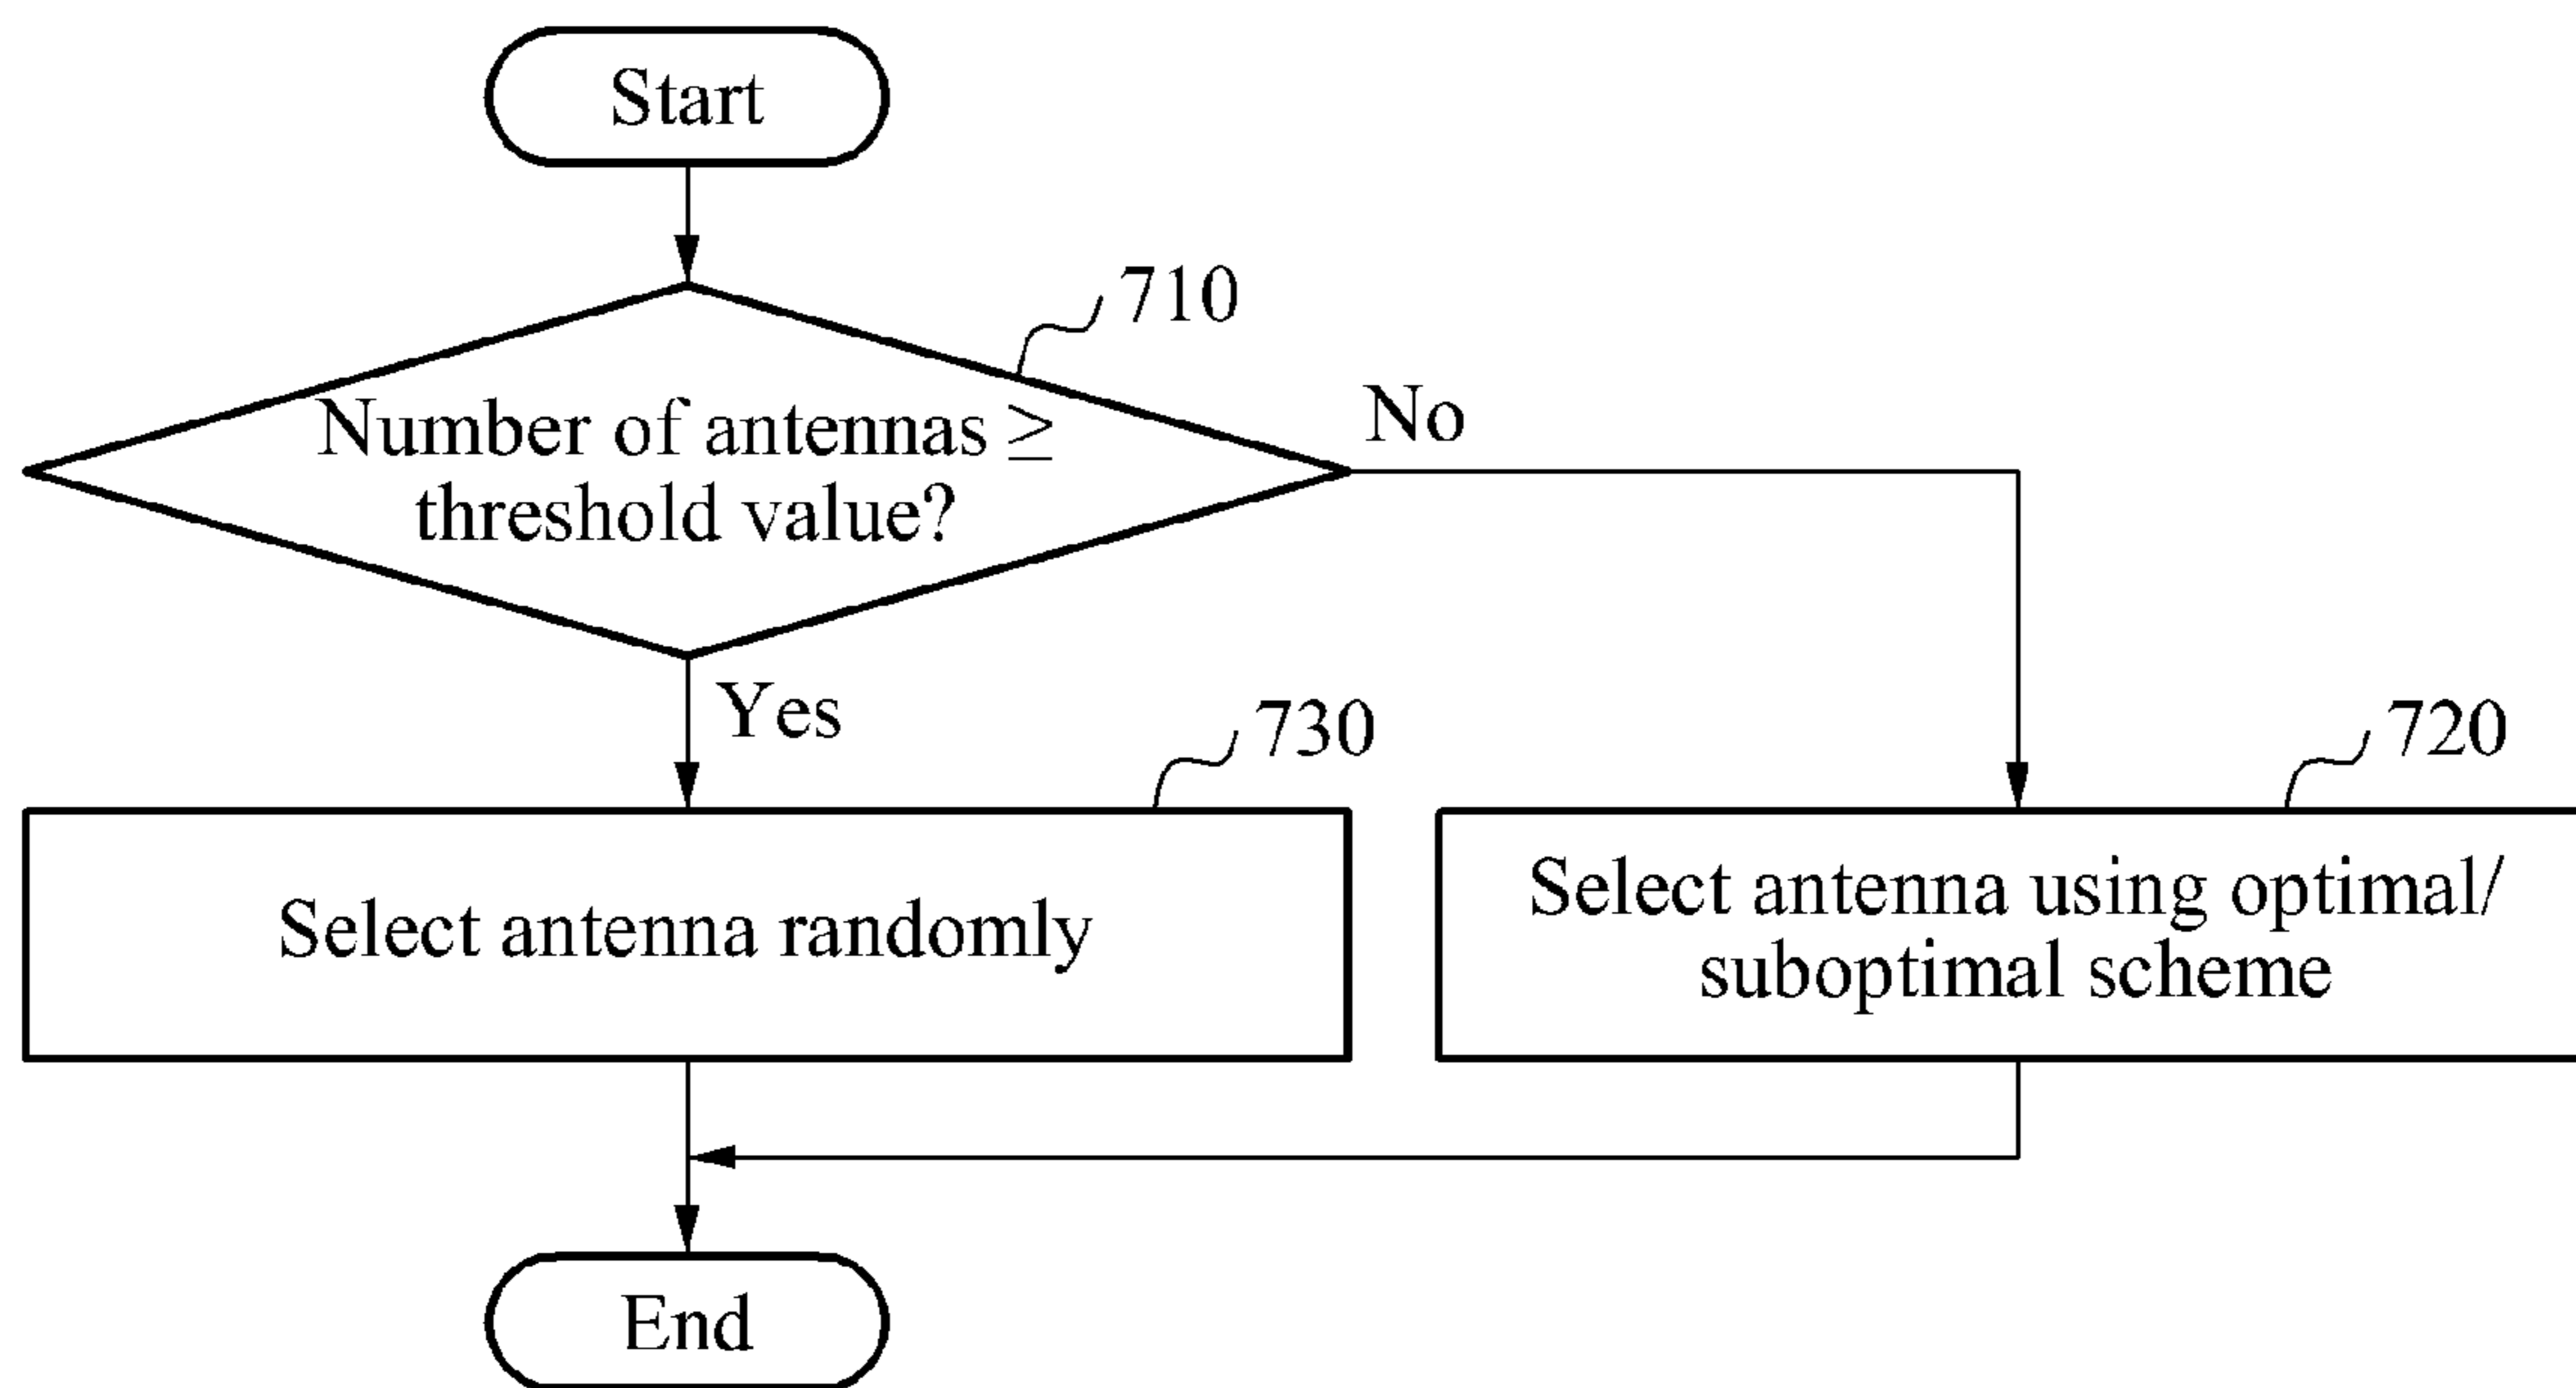 Start
710
Number of antennas ≥
threshold value?
No
Yes
730
720
Select antenna randomly
Select antenna using optimal/
suboptimal scheme
End